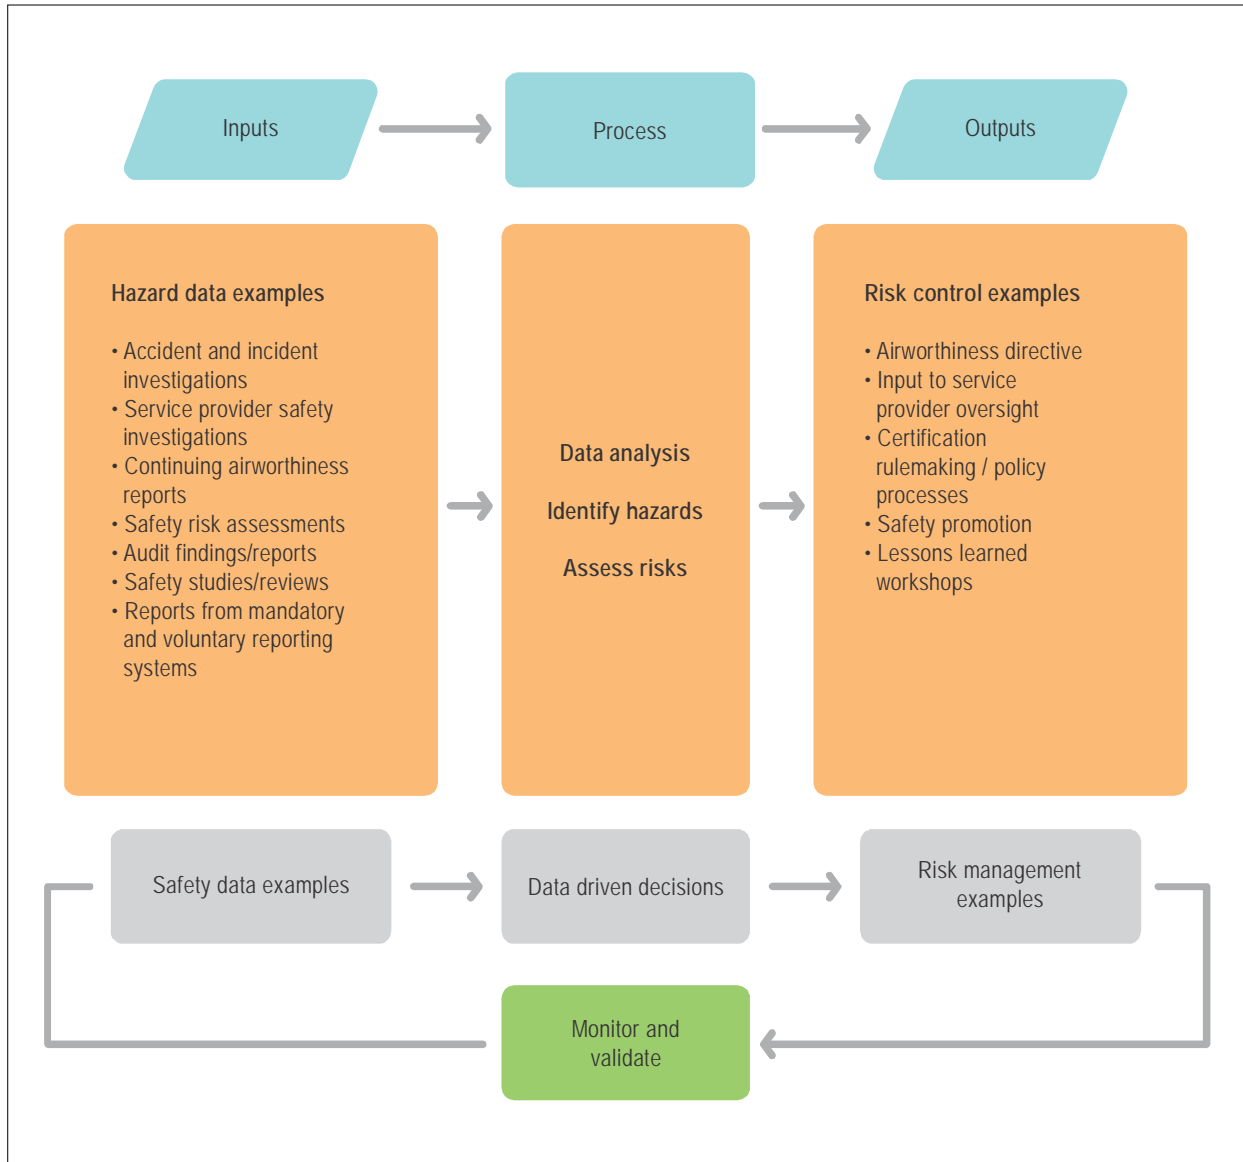 Inputs
Process
Outputs
Hazard data examples
• Accident and incident
investigations
• Service provider safety
investigations
• Continuing airworthiness
reports
• Safety risk assessments
• Audit findings/reports
• Safety studies/reviews
• Reports from mandatory
and voluntary reporting
systems
Data analysis
Identify hazards
Assess risks
Risk control examples
• Airworthiness directive
• Input to service
provider oversight
• Certification
rulemaking / policy
processes
• Safety promotion
• Lessons learned
workshops
Safety data examples
Data driven decisions
Risk management
examples
Monitor and
validate